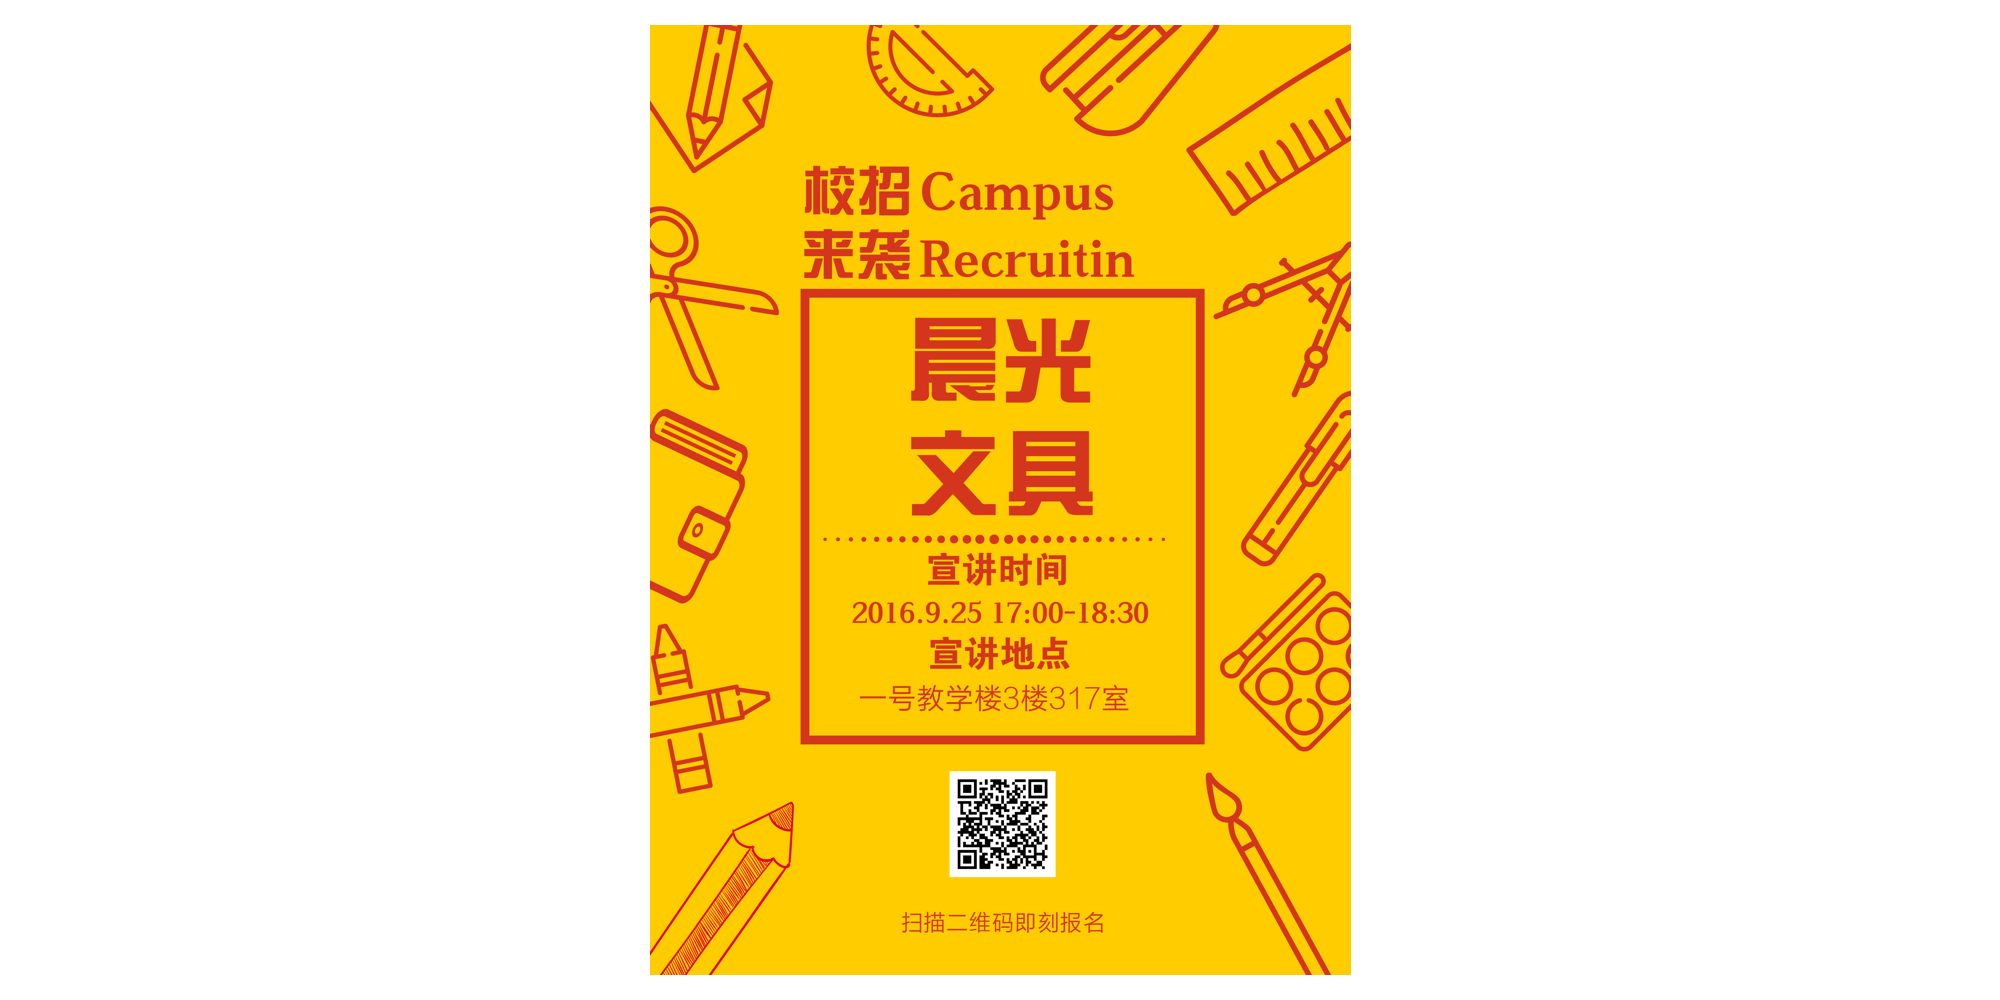 校招 Campus
来袭 Recruitin
晨光
文具
宣讲时间
2016.9.25 17:00-18:30
宣讲地点
一号教学楼3楼317室
扫描二维码即刻报名